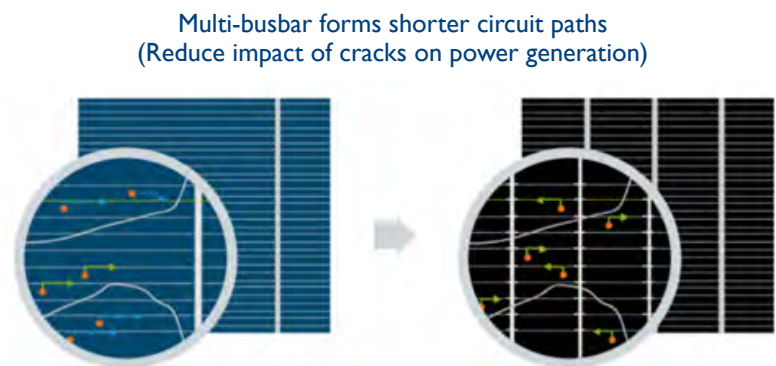 Multi-busbar forms shorter circuit paths
(Reduce impact of cracks on power generation)